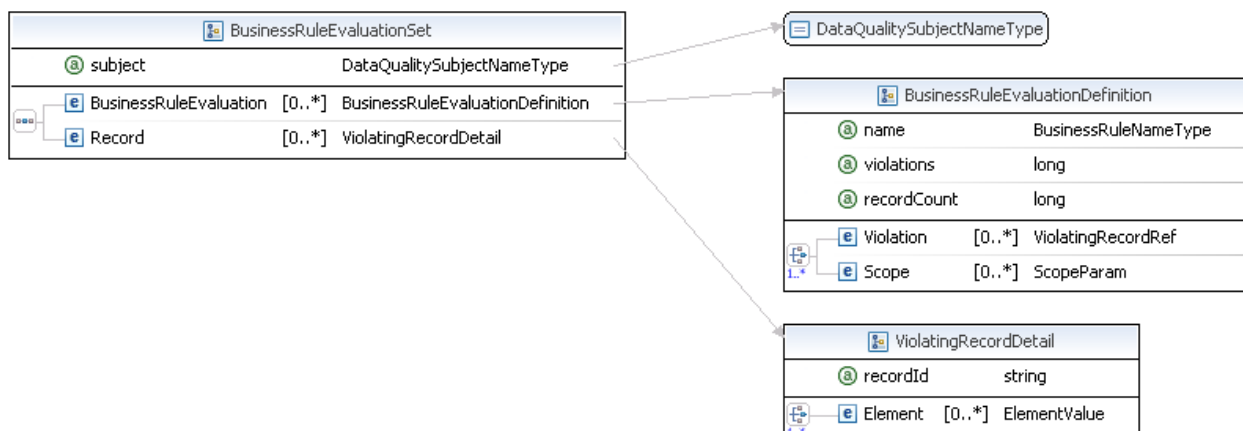 BusinessRuleEvaluationSet
a subject DataQualitySubjectNameType
e BusinessRuleEvaluation [0..*] BusinessRuleEvaluationDefinition
e Record [0..*] ViolatingRecordDetail
DataQualitySubjectNameType
BusinessRuleEvaluationDefinition
a name BusinessRuleNameType
a violations long
a recordCount long
e Violation [0..*] ViolatingRecordRef
e Scope [0..*] ScopeParam
1..*
ViolatingRecordDetail
a recordId string
e Element [0..*] ElementValue